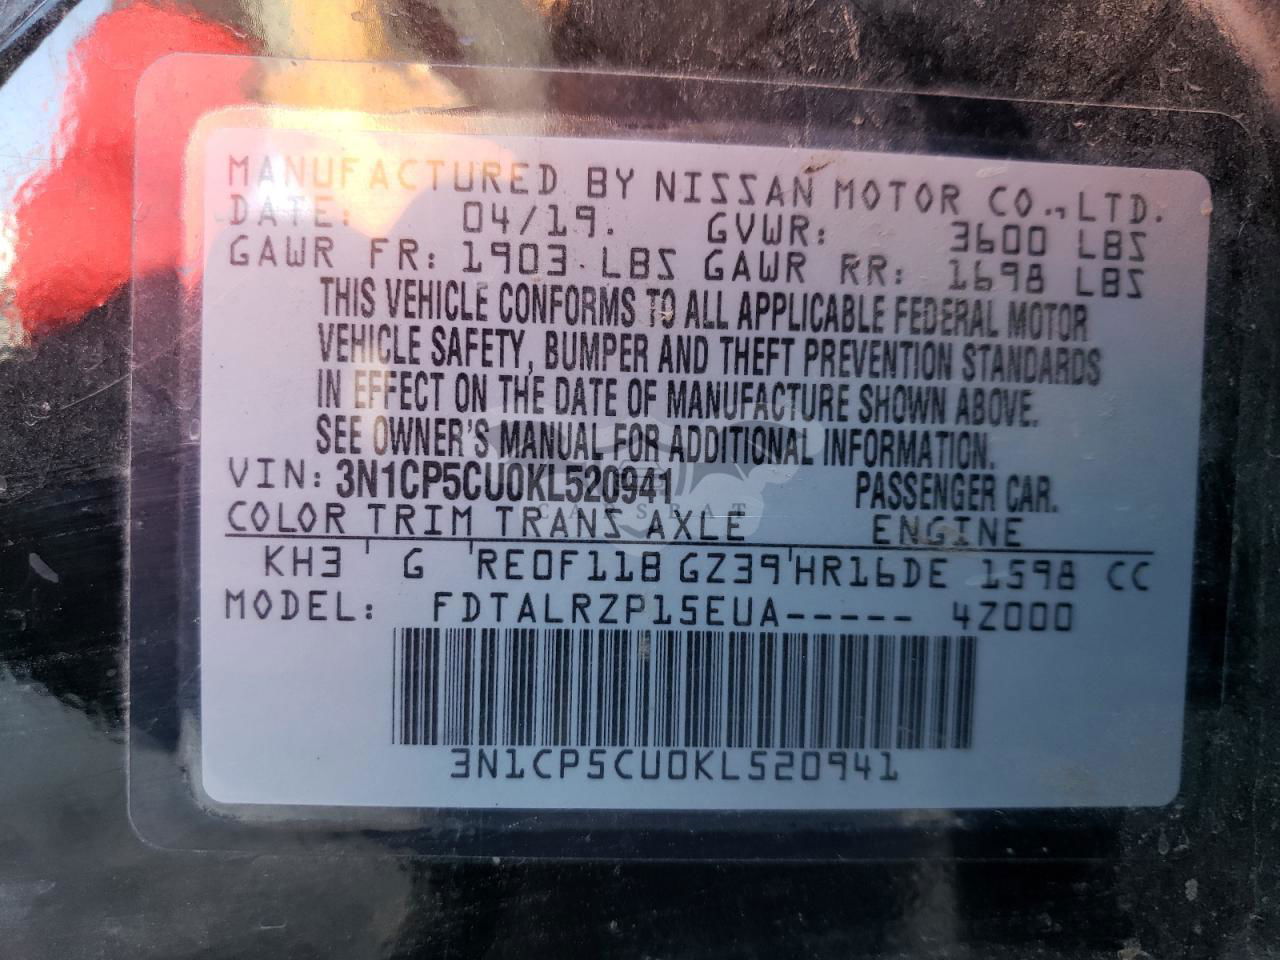 MANUFACTURED BY NISSAN MOTOR CO.,LTD.
DATE: 04/19. GVWR: 3600 LBS
GAWR FR: 1903 LBS GAWR RR: 1698 LBS
THIS VEHICLE CONFORMS TO ALL APPLICABLE FEDERAL MOTOR
VEHICLE SAFETY, BUMPER AND THEFT PREVENTION STANDARDS
IN EFFECT ON THE DATE OF MANUFACTURE SHOWN ABOVE.
SEE OWNER'S MANUAL FOR ADDITIONAL INFORMATION.
VIN: 3N1CP5CU0KL520941 PASSENGER CAR.
CARSBAT
COLOR TRIM TRANS AXLE ENGINE
KH3 ' G ' RE0F11B GZ39 ' HR16DE 1598 CC
MODEL: FDTALRZP15EUA----- 4Z000
3N1CP5CU0KL520941